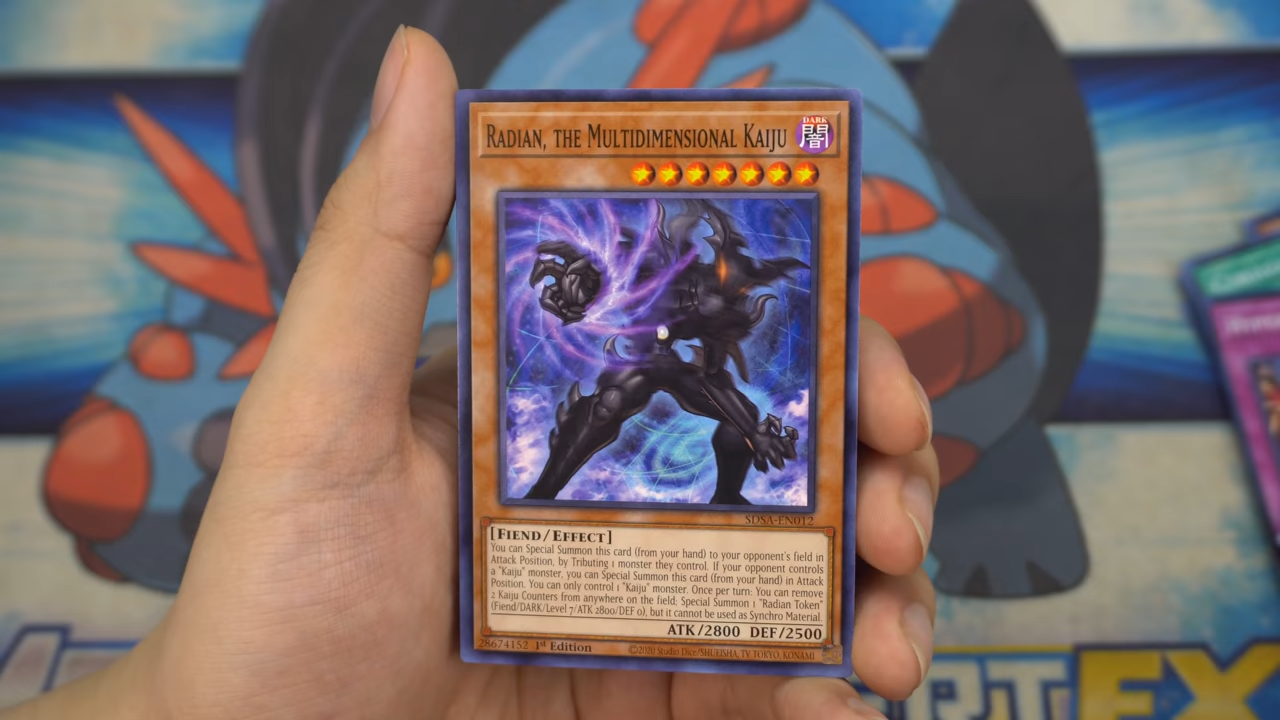 RADIAN, THE MULTIDIMENSIONAL KAIJU
DARK
闇
SDSA-EN012
[FIEND/EFFECT]
You can Special Summon this card (from your hand) to your opponent's field in
Attack Position, by Tributing 1 monster they control. If your opponent controls
a "Kaiju" monster, you can Special Summon this card (from your hand) in Attack
Position. You can only control 1 "Kaiju" monster. Once per turn: You can remove
2 Kaiju Counters from anywhere on the field; Special Summon 1 "Radian Token"
(Fiend/DARK/Level 7/ATK 2800/DEF 0), but it cannot be used as Synchro Material.
ATK/2800 DEF/2500
28674152 1st Edition
©2020 Studio Dice/SHUEISHA, TV TOKYO, KONAMI
EX